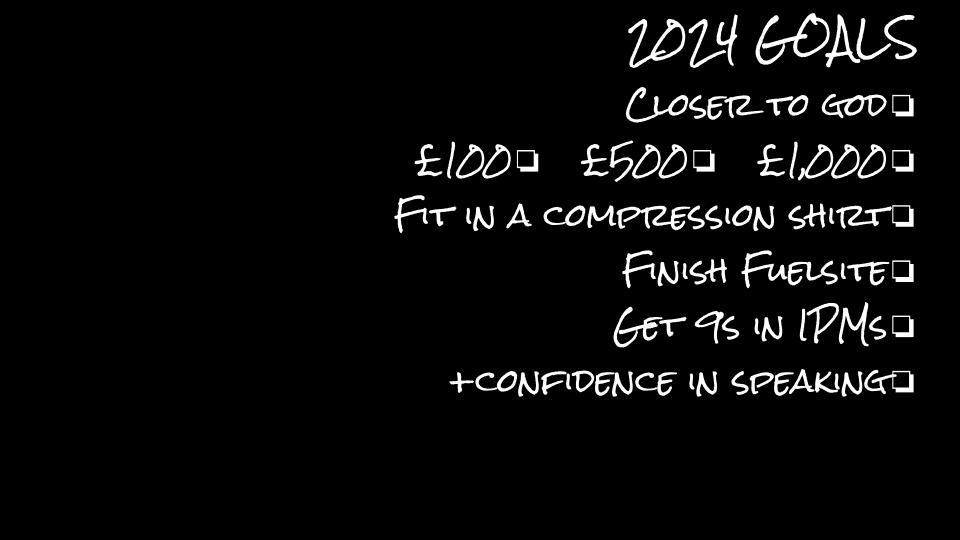 2024 GOALS
CLOSER TO GOD❏
£100❏ £500❏ £1,000❏
FIT IN A COMPRESSION SHIRT❏
FINISH FUELSITE❏
GET 9S IN IPMS❏
+CONFIDENCE IN SPEAKING❏